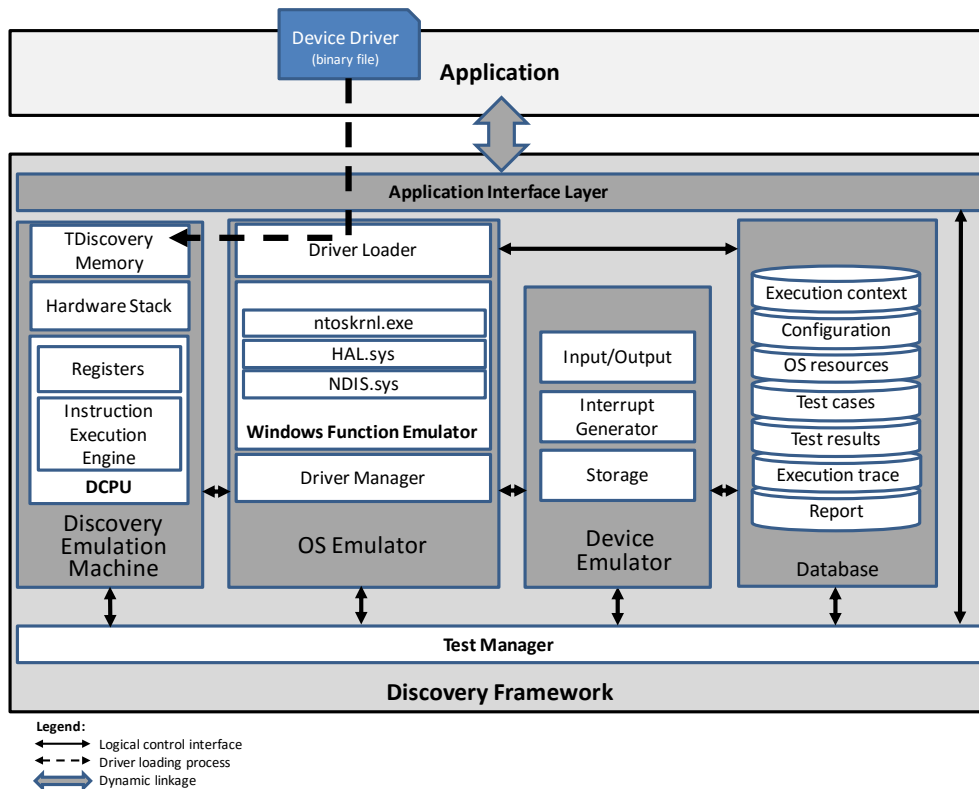 Device Driver
(binary file)
Application
Application Interface Layer
TDiscovery
Memory
Hardware Stack
Registers
Instruction
Execution
Engine
DCPU
Discovery
Emulation
Machine
Driver Loader
ntoskrnl.exe
HAL.sys
NDIS.sys
Windows Function Emulator
Driver Manager
OS Emulator
Input/Output
Interrupt
Generator
Storage
Device
Emulator
Execution context
Configuration
OS resources
Test cases
Test results
Execution trace
Report
Database
Test Manager
Discovery Framework
Legend:
Logical control interface
Driver loading process
Dynamic linkage